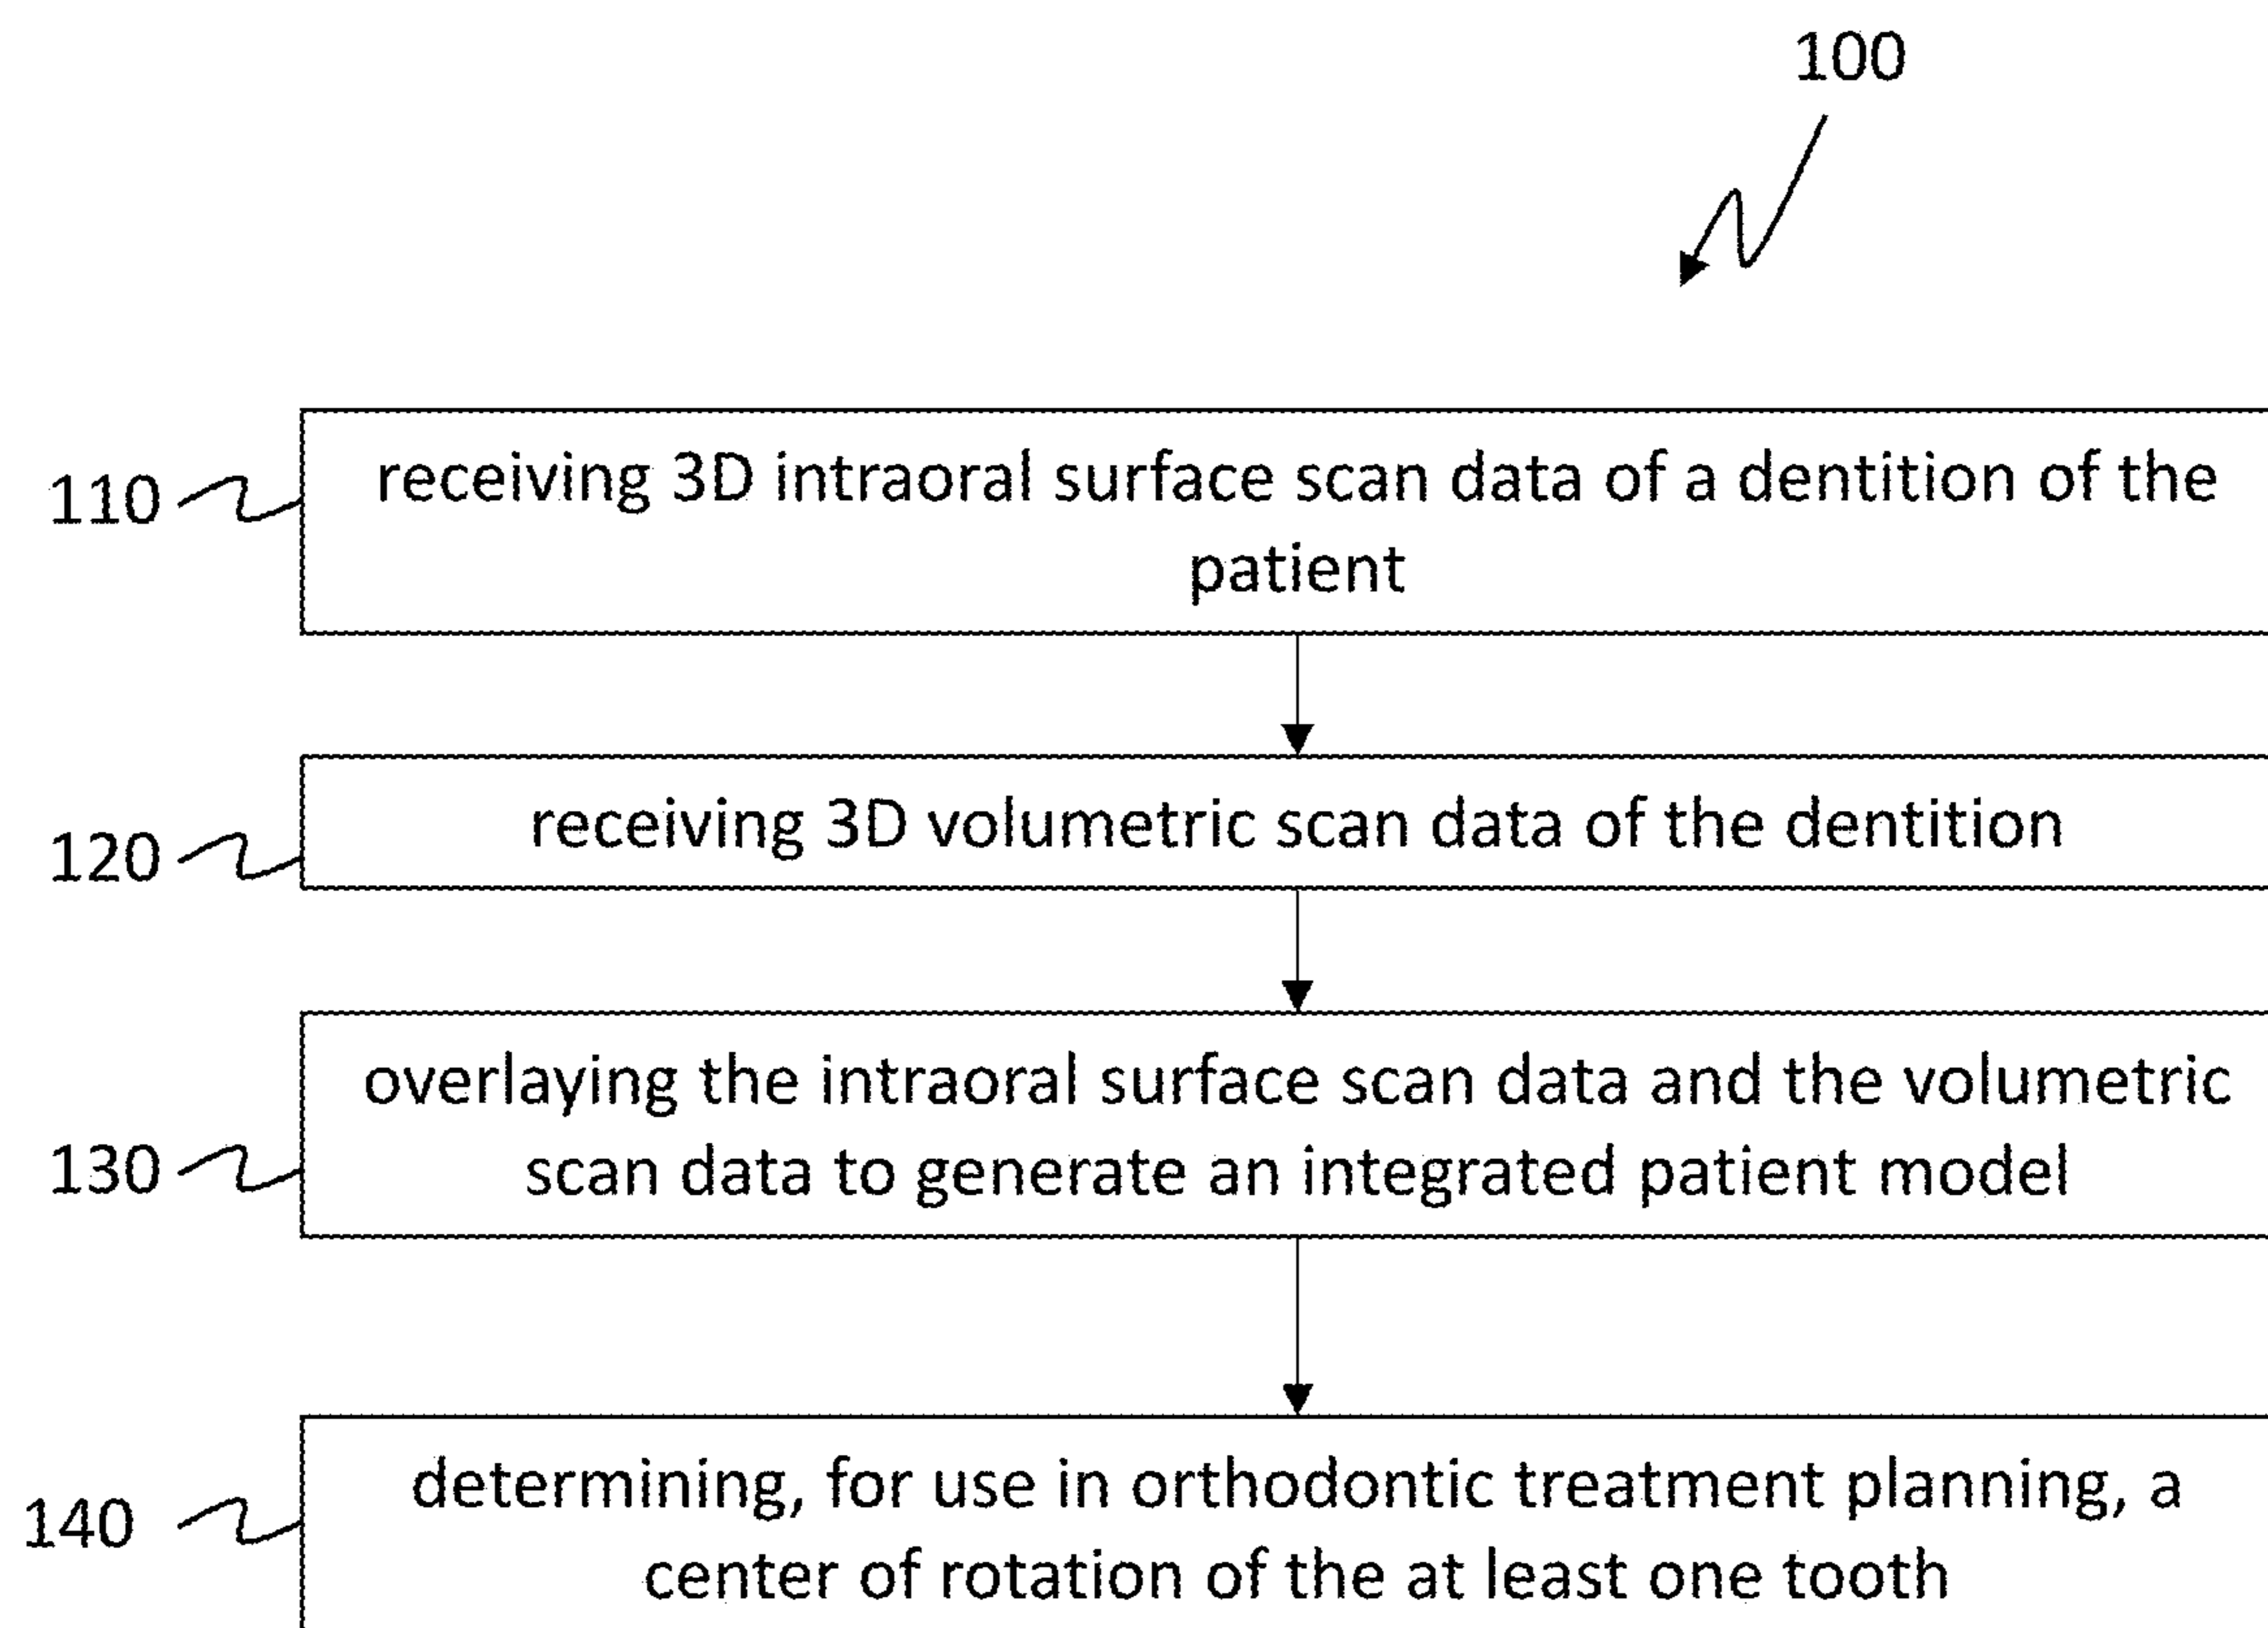 100
110
receiving 3D intraoral surface scan data of a dentition of the
patient
120
receiving 3D volumetric scan data of the dentition
130
overlaying the intraoral surface scan data and the volumetric
scan data to generate an integrated patient model
140
determining, for use in orthodontic treatment planning, a
center of rotation of the at least one tooth